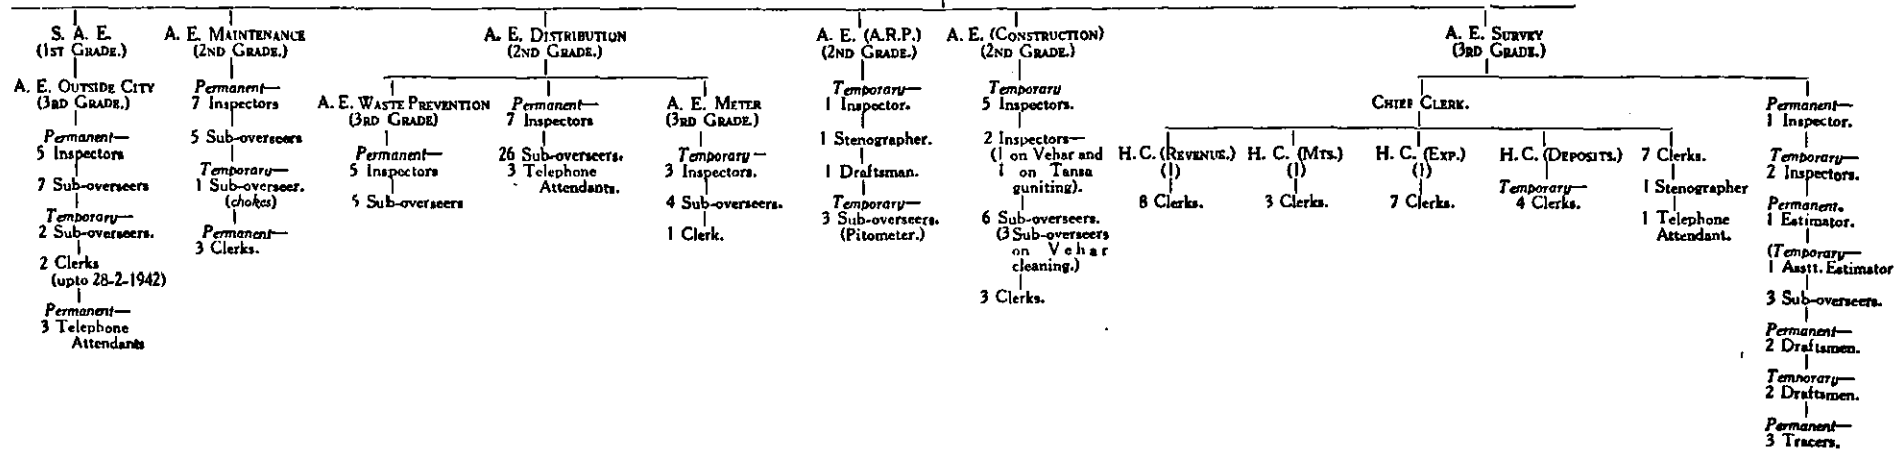 S. A. E.
(1ST GRADE.)
A. E. OUTSIDE CITY
(3RD GRADE.)
Permanent—
5 Inspectors
7 Sub-overseers
Temporary—
2 Sub-overseers.
2 Clerks
(upto 28-2-1942)
Permanent—
3 Telephone
Attendants
A. E. MAINTENANCE
(2ND GRADE.)
Permanent—
7 Inspectors
5 Sub-overseers
Temporary—
1 Sub-overseer.
(chokes)
Permanent—
3 Clerks.
A. E. DISTRIBUTION
(2ND GRADE.)
A. E. WASTE PREVENTION
(3RD GRADE)
Permanent—
5 Inspectors
5 Sub-overseers
Permanent—
7 Inspectors
26 Sub-overseers.
3 Telephone
Attendants.
A. E. METER
(3RD GRADE.)
Temporary—
3 Inspectors.
4 Sub-overseers.
1 Clerk.
A. E. (A.R.P.)
(2ND GRADE.)
Temporary—
1 Inspector.
1 Stenographer.
1 Draftsman.
Temporary—
3 Sub-overseers.
(Pitometer.)
A. E. (CONSTRUCTION)
(2ND GRADE.)
Temporary
5 Inspectors.
2 Inspectors—
(1 on Vehar and
1 on Tansa
guniting).
6 Sub-overseers.
(3 Sub-overseers
on Vehar
cleaning.)
3 Clerks.
A. E. SURVEY
(3RD GRADE.)
CHIEF CLERK.
H. C. (REVENUE.)
(1)
8 Clerks.
H. C. (MTS.)
(1)
3 Clerks.
H. C. (EXP.)
(1)
7 Clerks.
H. C. (DEPOSITS.)
Temporary—
4 Clerks.
7 Clerks.
1 Stenographer
1 Telephone
Attendant.
Permanent—
1 Inspector.
Temporary—
2 Inspectors.
Permanent.
1 Estimator.
(Temporary—
1 Asstt. Estimator
3 Sub-overseers.
Permanent—
2 Draftsmen.
Temporary—
2 Draftsmen.
Permanent—
3 Tracers.